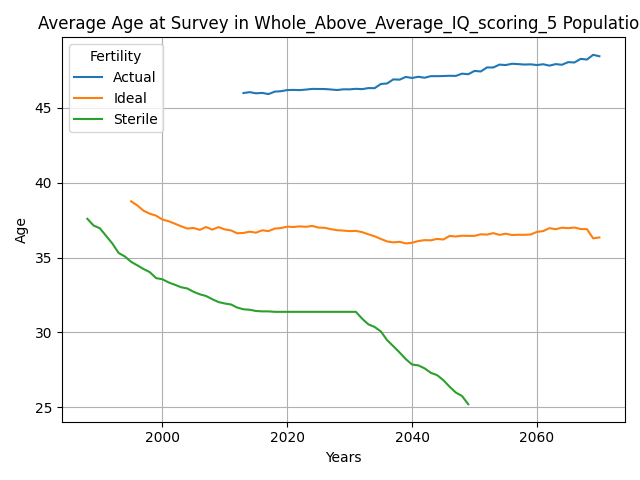 Average Age at Survey in Whole_Above_Average_IQ_scoring_5 Populatio
Fertility
Actual
Ideal
Sterile
45
40
35
30
25
Age
2000
2020
2040
2060
Years